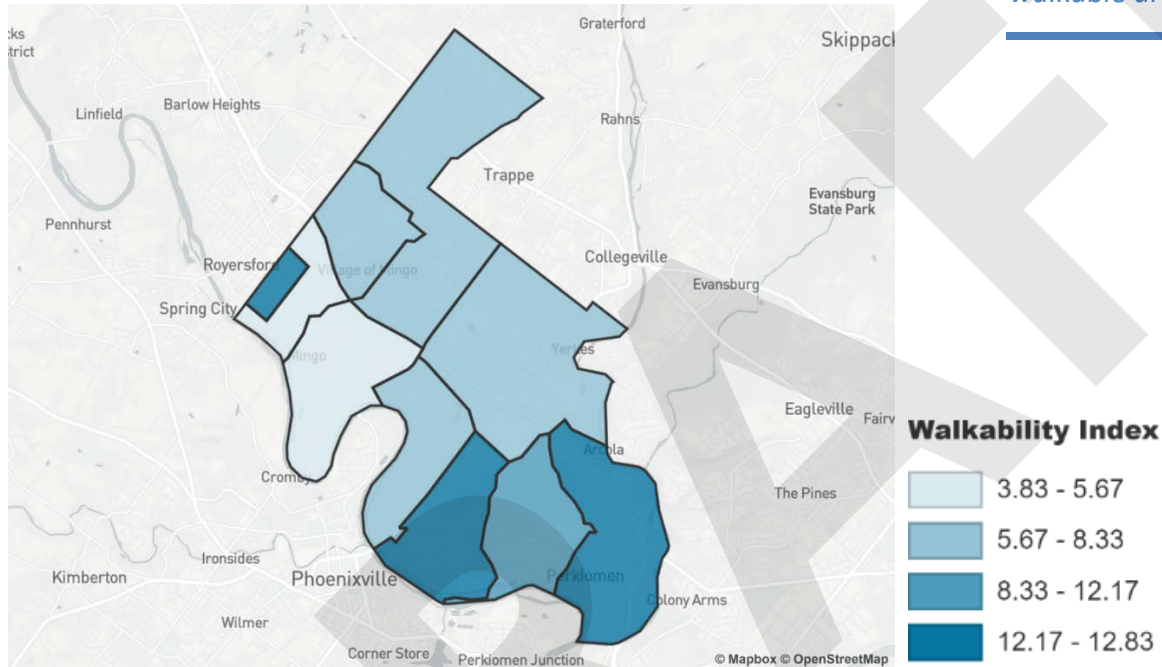 Graterford
Skippack
Barlow Heights
Linfield
Rahns
Trappe
Evansburg
State Park
Pennhurst
Collegeville
Royersford
Village of Mingo
Evansburg
Spring City
Mingo
Yerkes
Eagleville
Fairv
Walkability Index
Arcola
3.83 - 5.67
Cromby
The Pines
5.67 - 8.33
Ironsides
Kimberton
Phoenixville
Perkiomen
8.33 - 12.17
Colony Arms
Wilmer
12.17 - 12.83
Corner Store
Perkiomen Junction
© Mapbox © OpenStreetMap